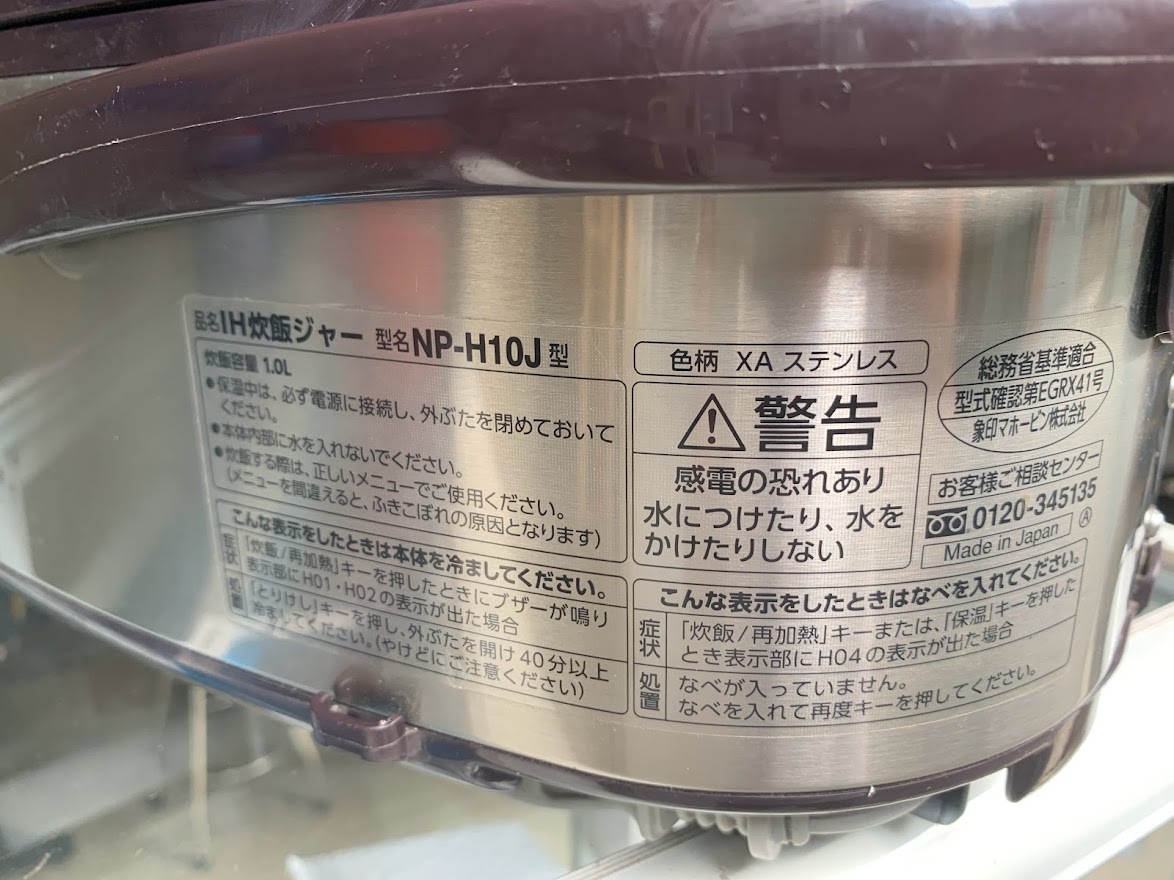 品名IH炊飯ジャー 型名NP-H10J型
炊飯容量 1.0L
●保温中は、必ず電源に接続し、外ぶたを閉めておいて
ください。
●本体内部に水を入れないでください。
●炊飯する際は、正しいメニューでご使用ください。
(メニューを間違えると、ふきこぼれの原因となります)
こんな表示をしたときは本体を冷ましてください。
症状
「炊飯/再加熱」キーを押したときにブザーが鳴り
表示部にH01・H02の表示が出た場合
処置
「とりけし」キーを押し、外ぶたを開け40分以上
冷ましてください。(やけどにご注意ください)
色柄 XA ステンレス
⚠警告
感電の恐れあり
水につけたり、水を
かけたりしない
総務省基準適合
型式確認第EGRX41号
象印マホービン株式会社
お客様ご相談センター
0120-345135
Made in Japan Ⓐ
こんな表示をしたときはなべを入れてください。
症状
「炊飯/再加熱」キーまたは、「保温」キーを押した
とき表示部にH04の表示が出た場合
処置
なべが入っていません。
なべを入れて再度キーを押してください。